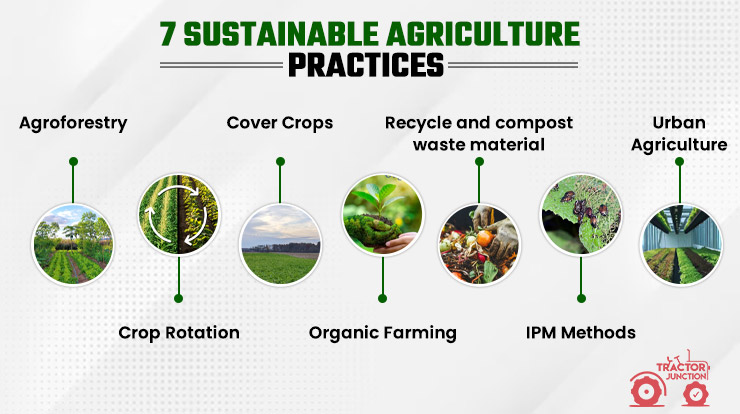 7 SUSTAINABLE AGRICULTURE
PRACTICES
Agroforestry
Cover Crops
Recycle and compost
waste material
Urban
Agriculture
Crop Rotation
Organic Farming
IPM Methods
TRACTOR
JUNCTION